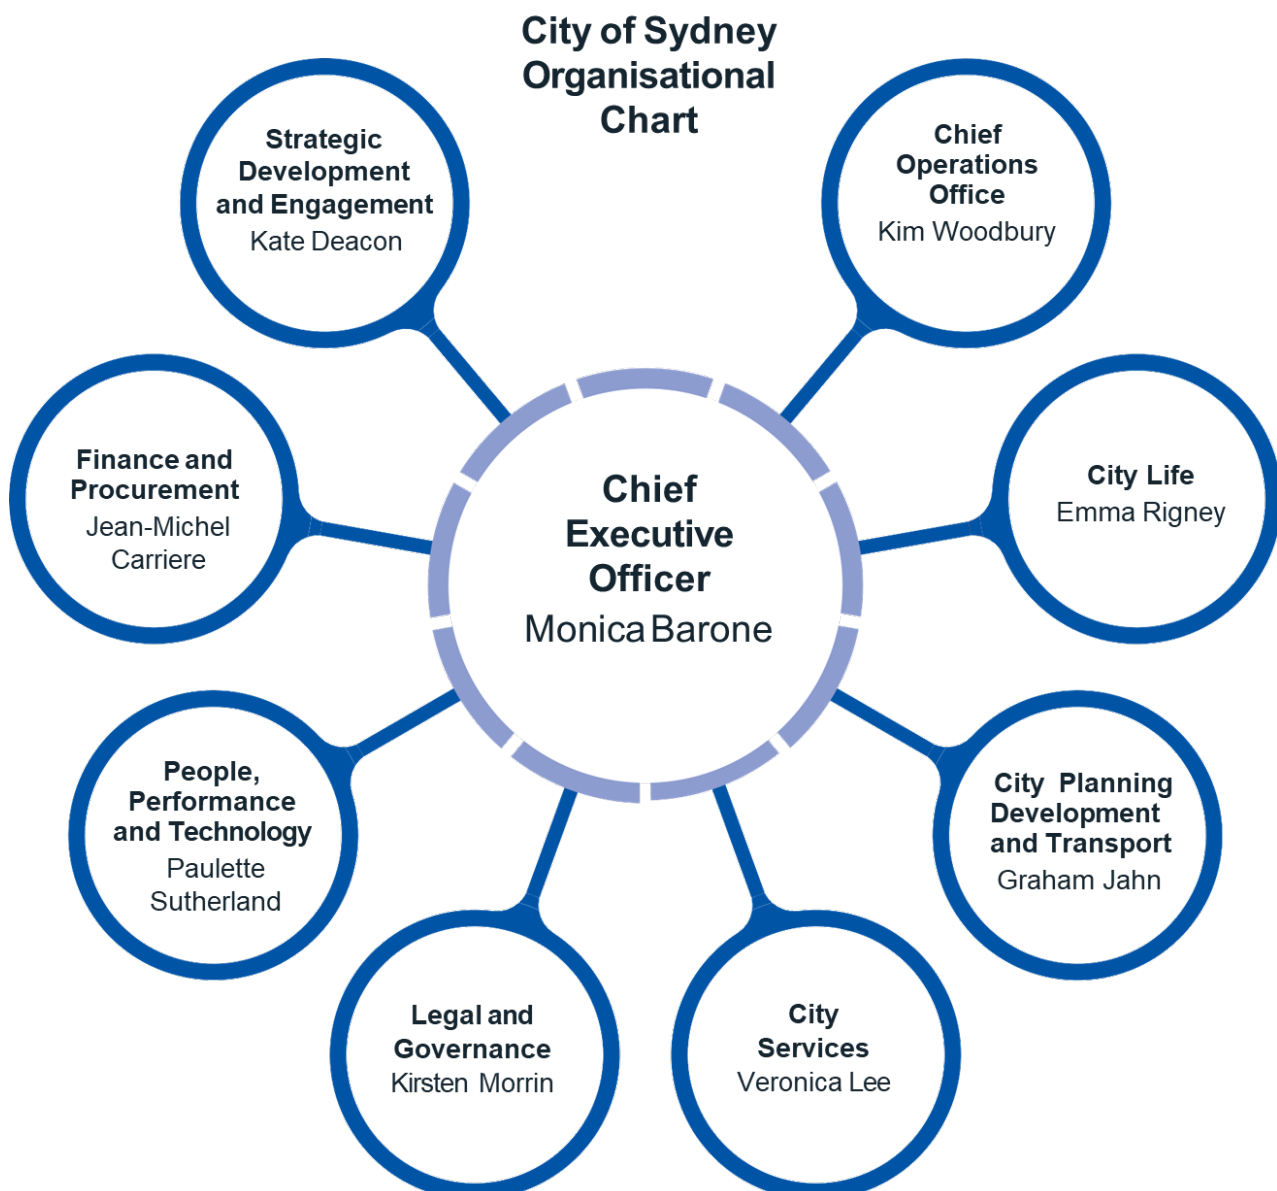 City of Sydney
Organisational
Chart
Strategic
Development
and Engagement
Kate Deacon
Chief
Operations
Office
Kim Woodbury
Finance and
Procurement
Jean-Michel
Carriere
Chief
Executive
Officer
Monica Barone
City Life
Emma Rigney
People,
Performance
and Technology
Paulette
Sutherland
City Planning
Development
and Transport
Graham Jahn
Legal and
Governance
Kirsten Morrin
City
Services
Veronica Lee